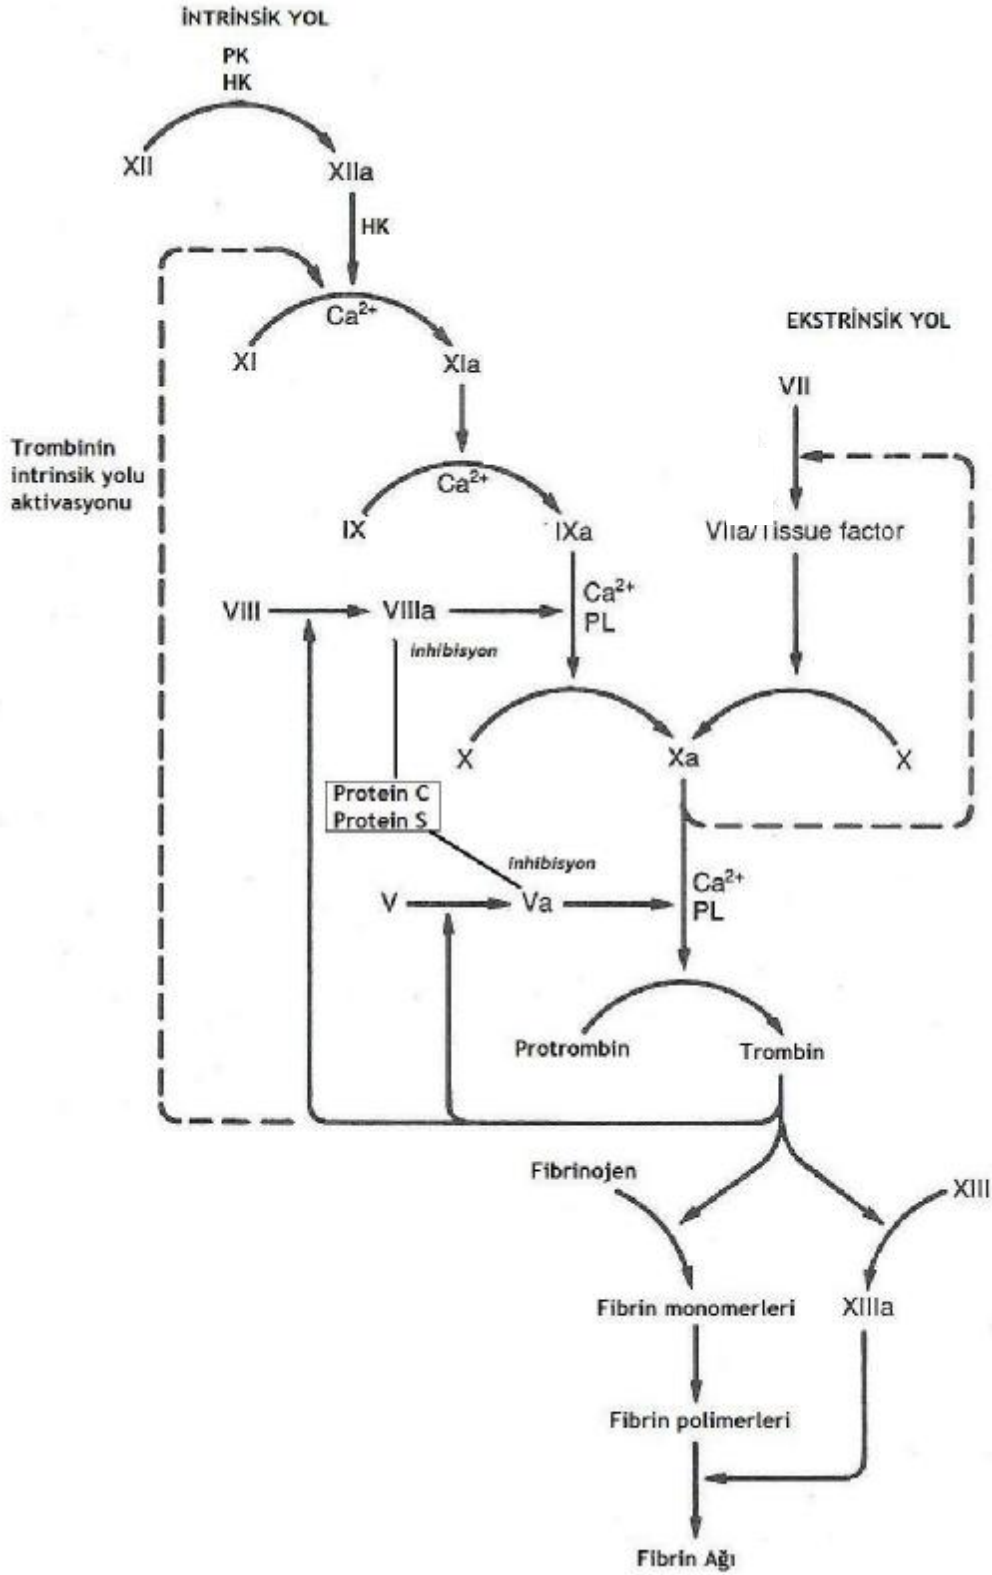 İNTRİNSİK YOL
PK
HK
XII
XIIa
HK
Ca2+
XI
XIa
EKSTRİNSİK YOL
VII
Trombinin
intrinsik yolu
aktivasyonu
Ca2+
IX
IXa
VIIa/Tissue factor
VIII
VIIIa
Ca2+
PL
inhibisyon
X
Xa
X
Protein C
Protein S
inhibisyon
V
Va
Ca2+
PL
Protrombin
Trombin
Fibrinojen
XIII
Fibrin monomerleri
XIIIa
Fibrin polimerleri
Fibrin Ağı